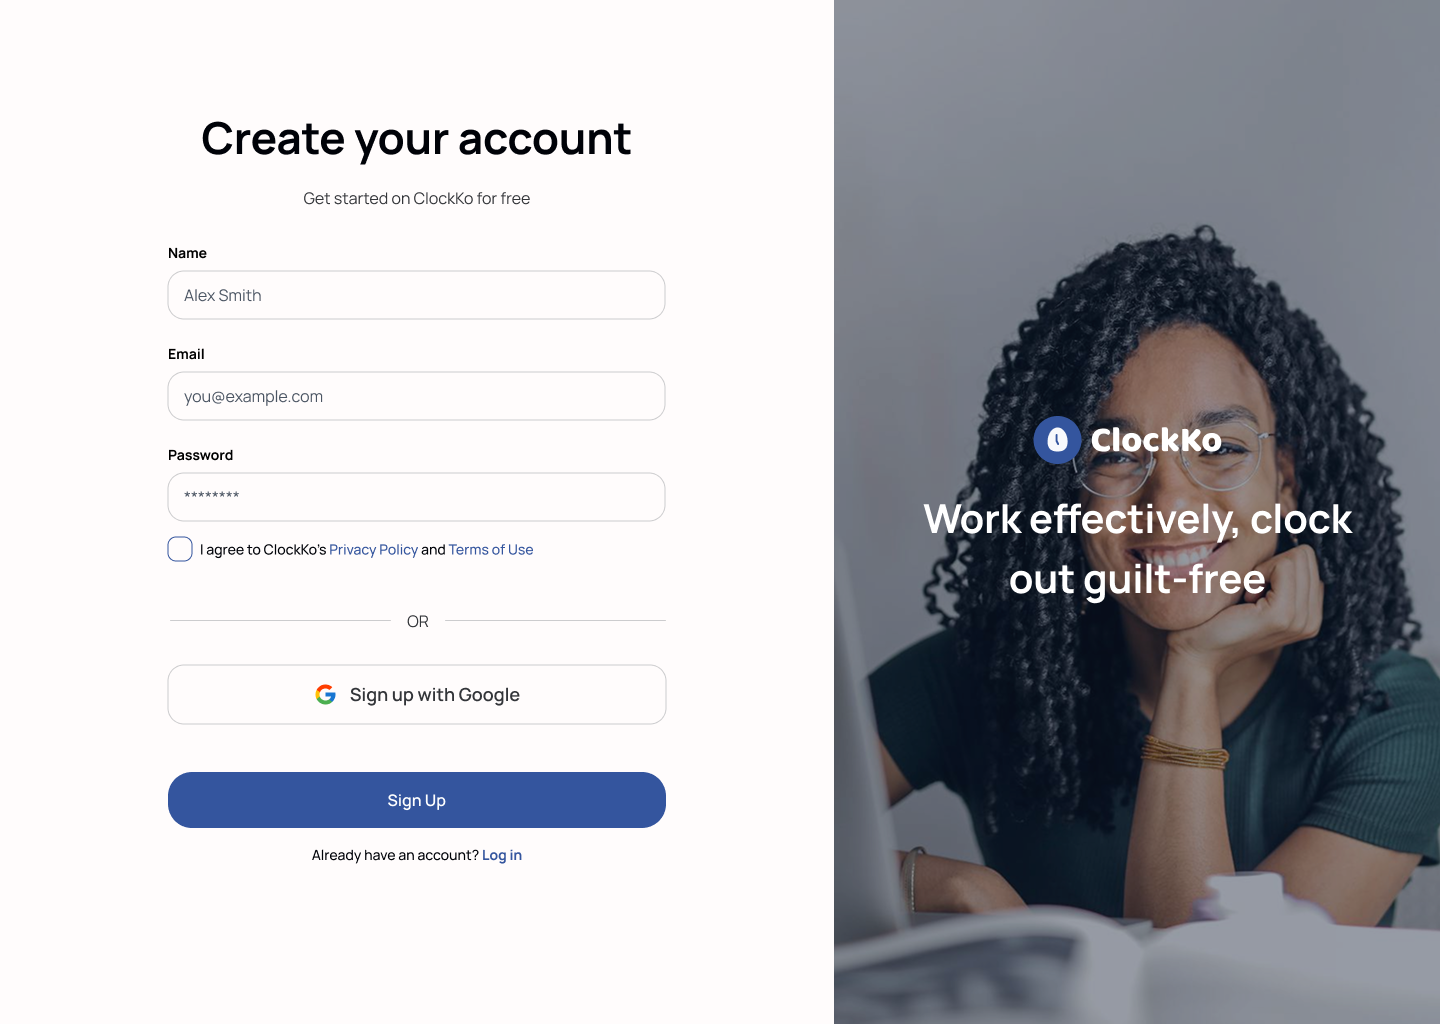 Create your account
Get started on ClockKo for free
Name
Alex Smith
Email
you@example.com
Password
********
I agree to ClockKo's Privacy Policy and Terms of Use
OR
Sign up with Google
Sign Up
Already have an account? Log in
ClockKo
Work effectively, clock
out guilt-free